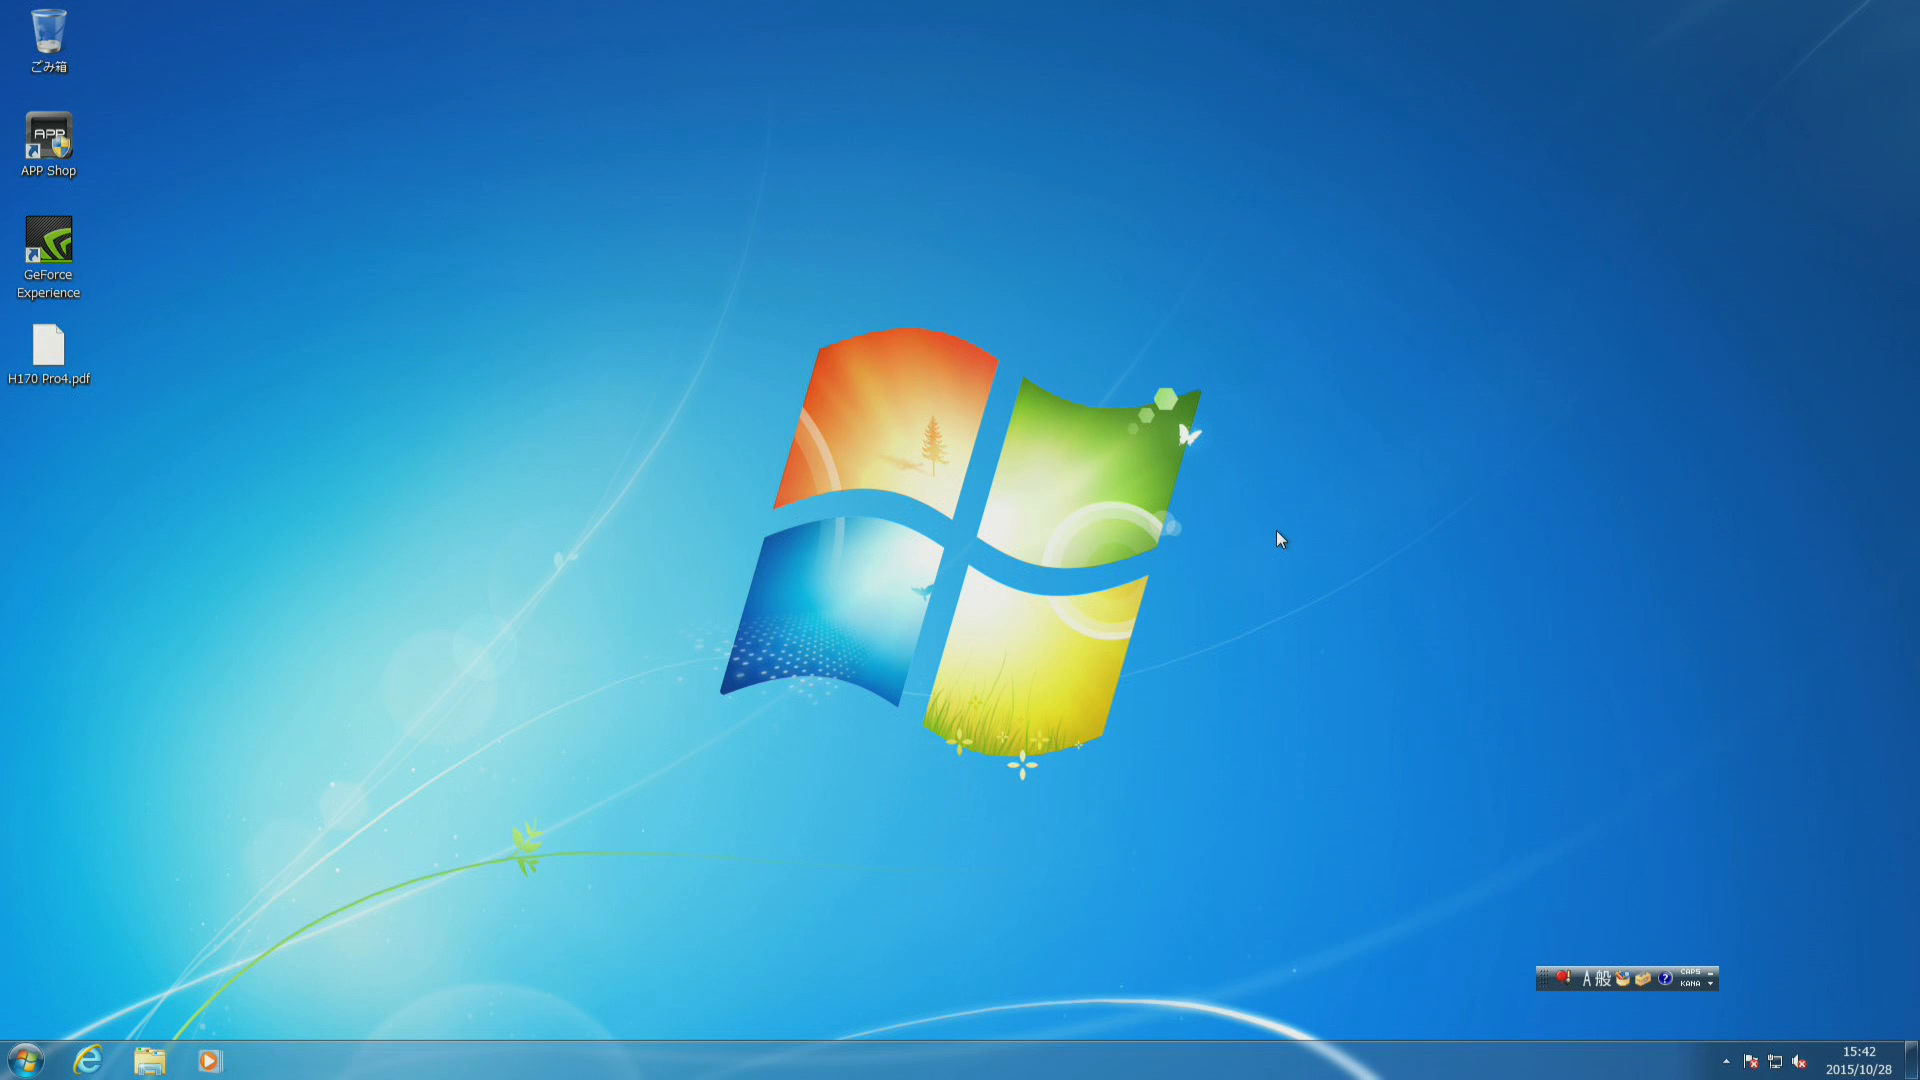 ごみ箱
APP
APP Shop
GeForce
Experience
H170 Pro4.pdf
A 般
?
CAPS
KANA
15:42
2015/10/28